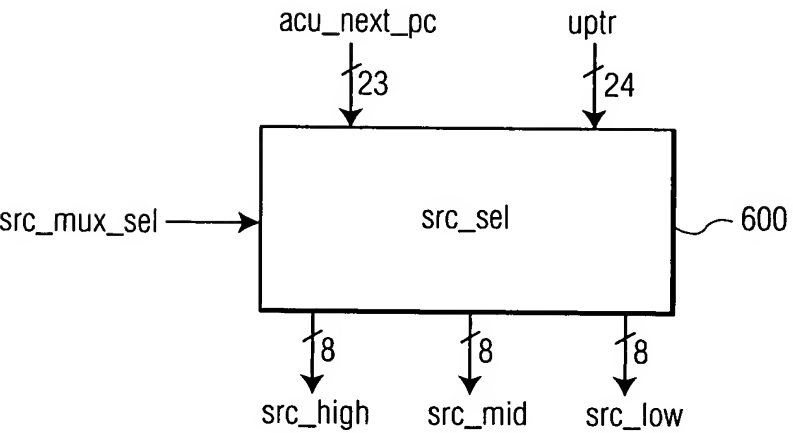 acu_next_pc uptr
23 24
src_mux_sel src_sel 600
8 8 8
src_high src_mid src_low